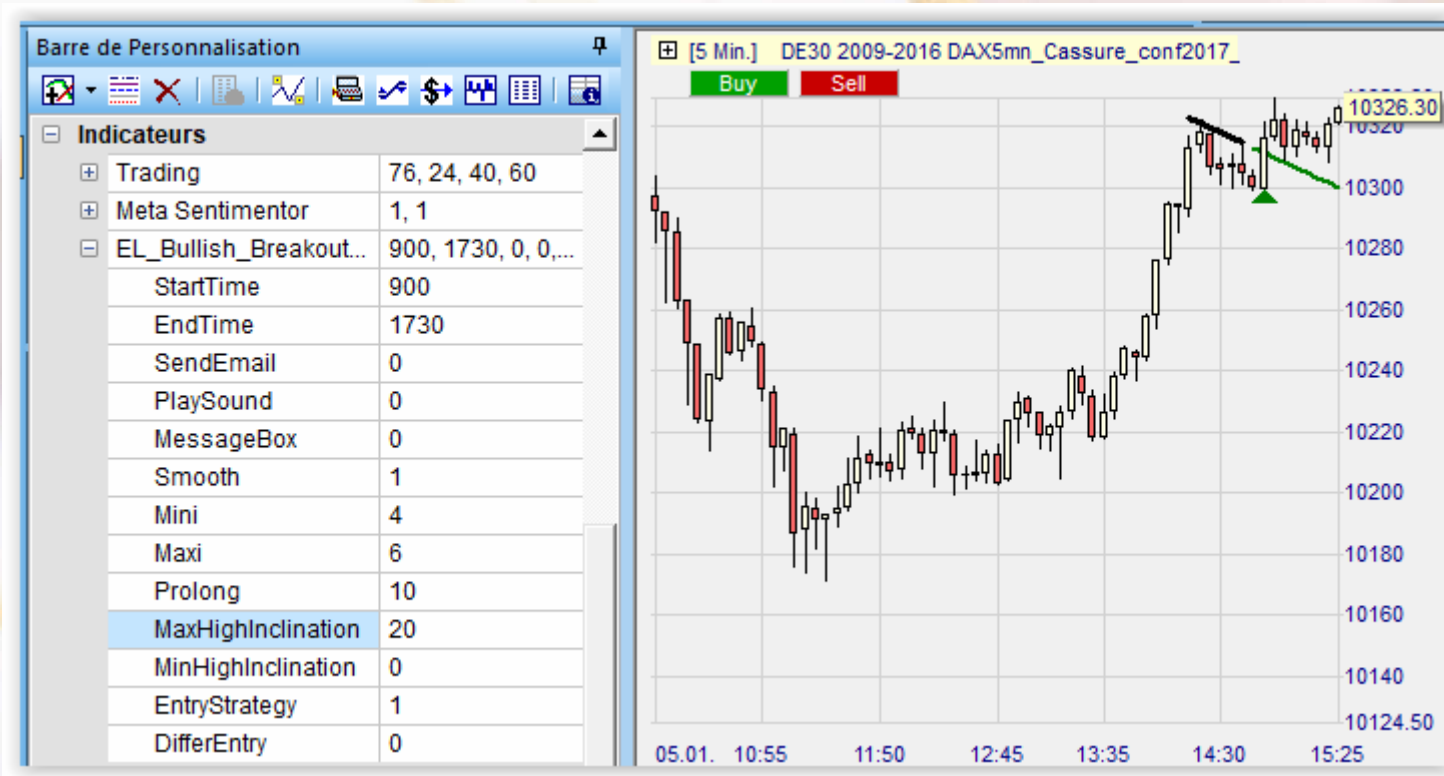 Barre de Personnalisation
Indicateurs
Trading 76, 24, 40, 60
Meta Sentimentor 1, 1
EL_Bullish_Breakout... 900, 1730, 0, 0,...
StartTime 900
EndTime 1730
SendEmail 0
PlaySound 0
MessageBox 0
Smooth 1
Mini 4
Maxi 6
Prolong 10
MaxHighInclination 20
MinHighInclination 0
EntryStrategy 1
DifferEntry 0
[5 Min.] DE30 2009-2016 DAX5mn_Cassure_conf2017_
Buy Sell
10326.30
10320
10300
10280
10260
10240
10220
10200
10180
10160
10140
10124.50
05.01. 10:55 11:50 12:45 13:35 14:30 15:25